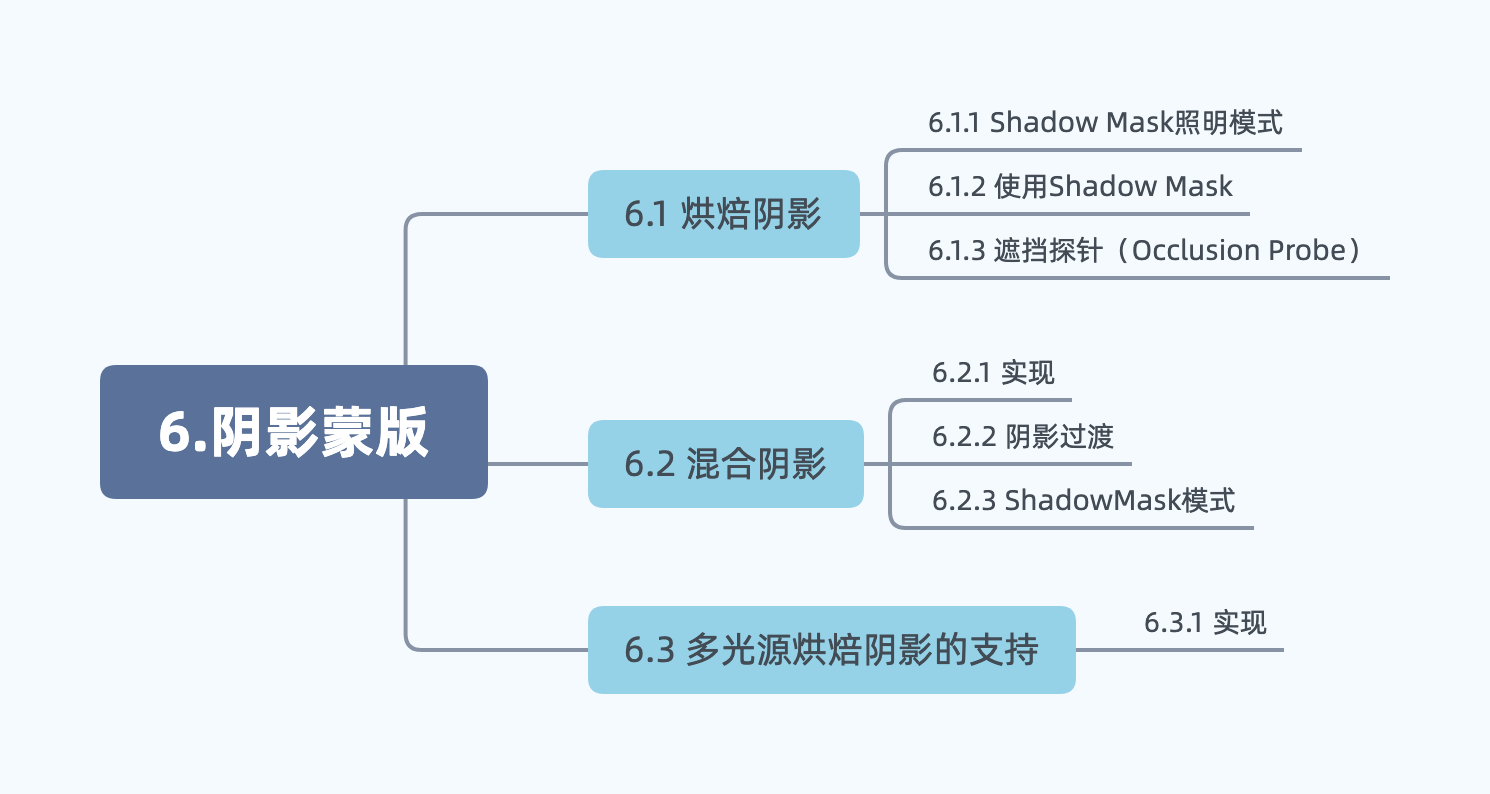 6.阴影蒙版
6.1 烘焙阴影
6.1.1 Shadow Mask照明模式
6.1.2 使用Shadow Mask
6.1.3 遮挡探针（Occlusion Probe）
6.2 混合阴影
6.2.1 实现
6.2.2 阴影过渡
6.2.3 ShadowMask模式
6.3 多光源烘焙阴影的支持
6.3.1 实现